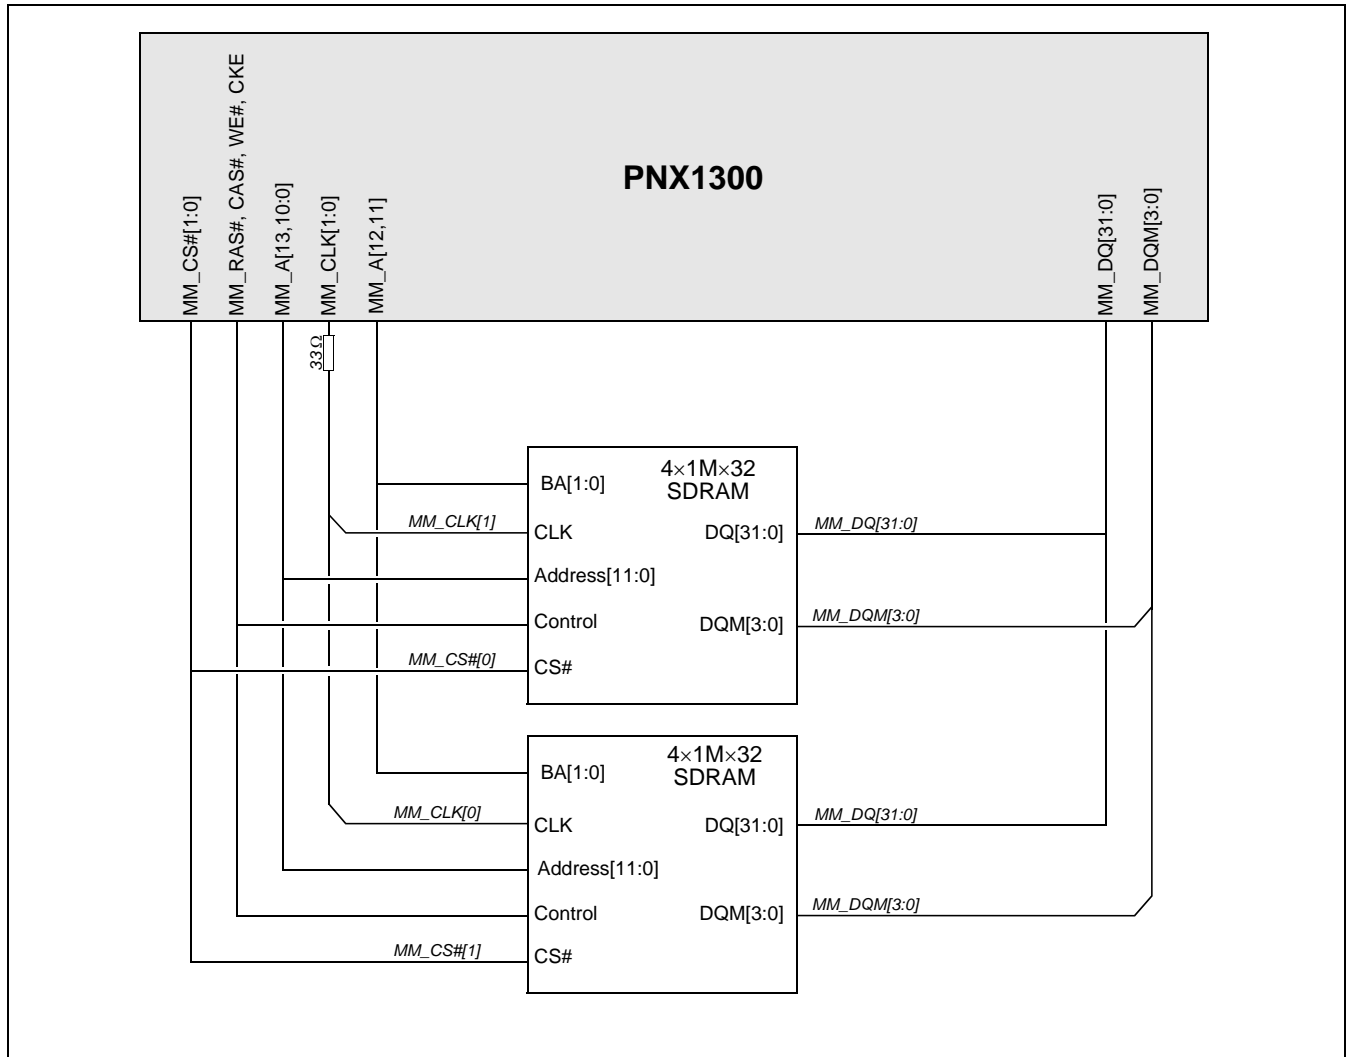 PNX1300
MM_CS#[1:0]
MM_RAS#, CAS#, WE#, CKE
MM_A[13,10:0]
MM_CLK[1:0]
MM_A[12,11]
MM_DQ[31:0]
MM_DQM[3:0]
33Ω
4×1M×32
SDRAM
BA[1:0]
MM_CLK[1]
CLK
DQ[31:0]
MM_DQ[31:0]
Address[11:0]
Control
DQM[3:0]
MM_DQM[3:0]
MM_CS#[0]
CS#
4×1M×32
SDRAM
BA[1:0]
MM_CLK[0]
CLK
DQ[31:0]
MM_DQ[31:0]
Address[11:0]
Control
DQM[3:0]
MM_DQM[3:0]
MM_CS#[1]
CS#